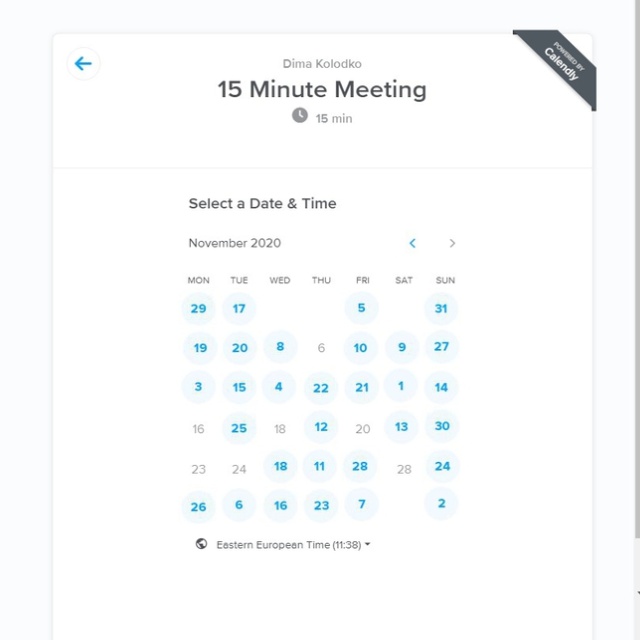 POWERED BY
Calendly
Dima Kolodko
15 Minute Meeting
15 min
Select a Date & Time
November 2020
MON TUE WED THU FRI SAT SUN
29 17 5 31
19 20 8 6 10 9 27
3 15 4 22 21 1 14
16 25 18 12 20 13 30
23 24 18 11 28 28 24
26 6 16 23 7 2
Eastern European Time (11:38)